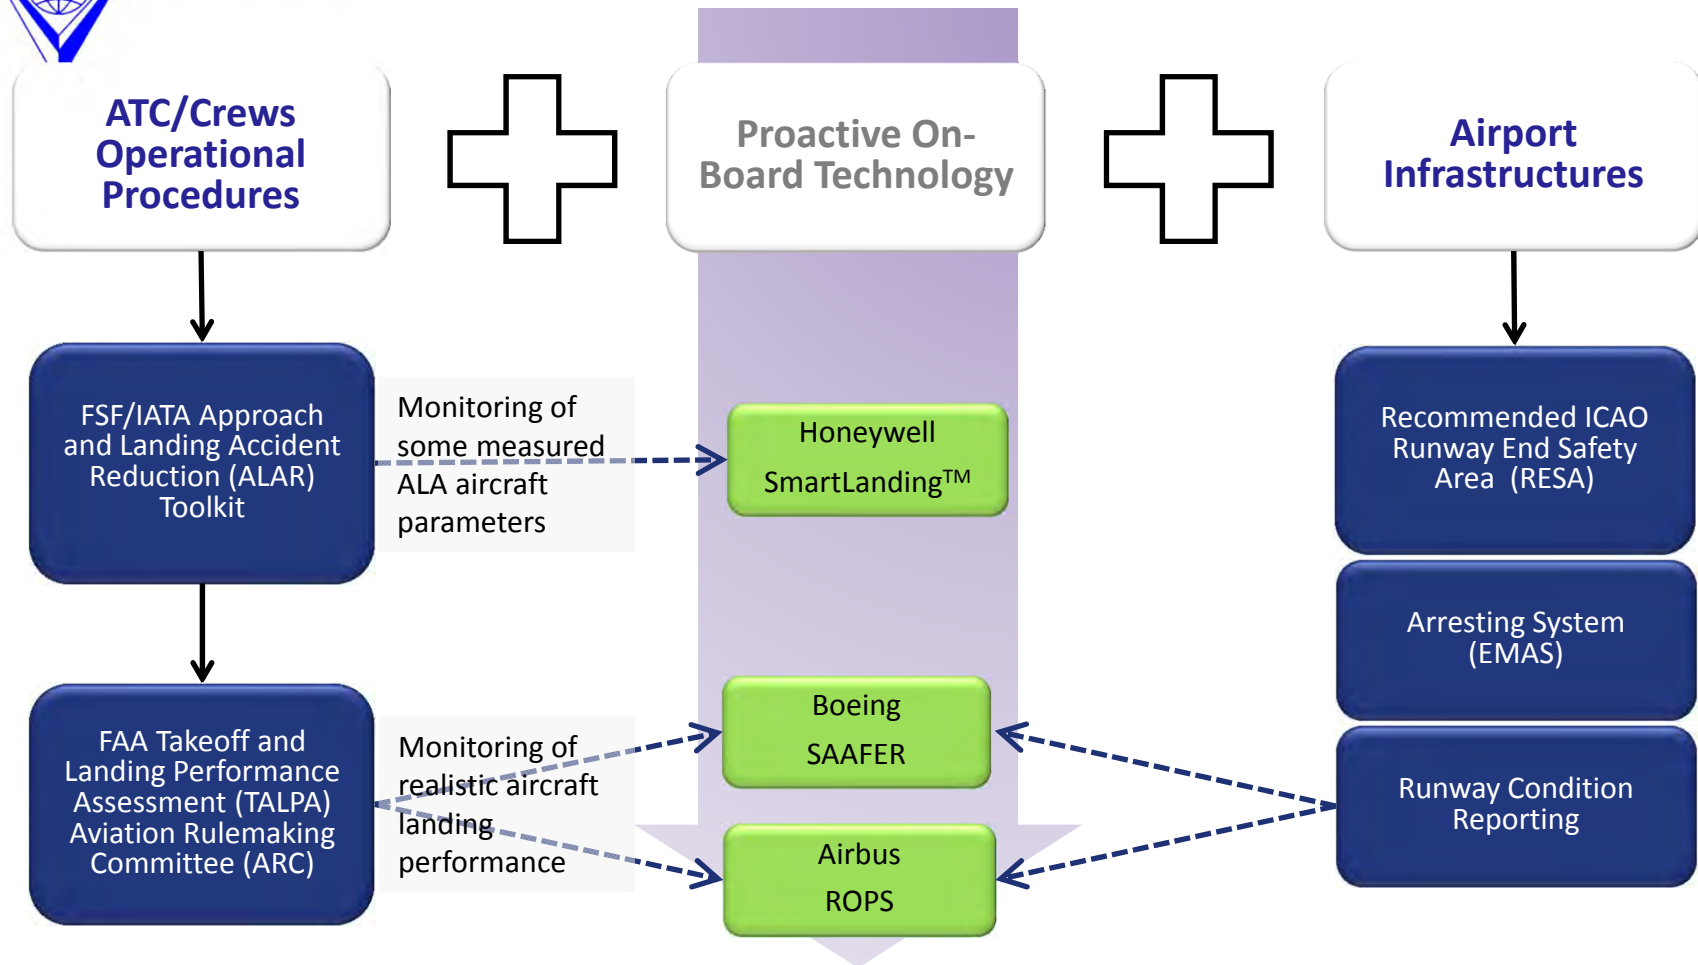 ATC/Crews
Operational
Procedures
Proactive On-
Board Technology
Airport
Infrastructures
FSF/IATA Approach
and Landing Accident
Reduction (ALAR)
Toolkit
Monitoring of
some measured
ALA aircraft
parameters
Honeywell
SmartLanding™
Recommended ICAO
Runway End Safety
Area (RESA)
Arresting System
(EMAS)
FAA Takeoff and
Landing Performance
Assessment (TALPA)
Aviation Rulemaking
Committee (ARC)
Monitoring of
realistic aircraft
landing
performance
Boeing
SAAFER
Airbus
ROPS
Runway Condition
Reporting